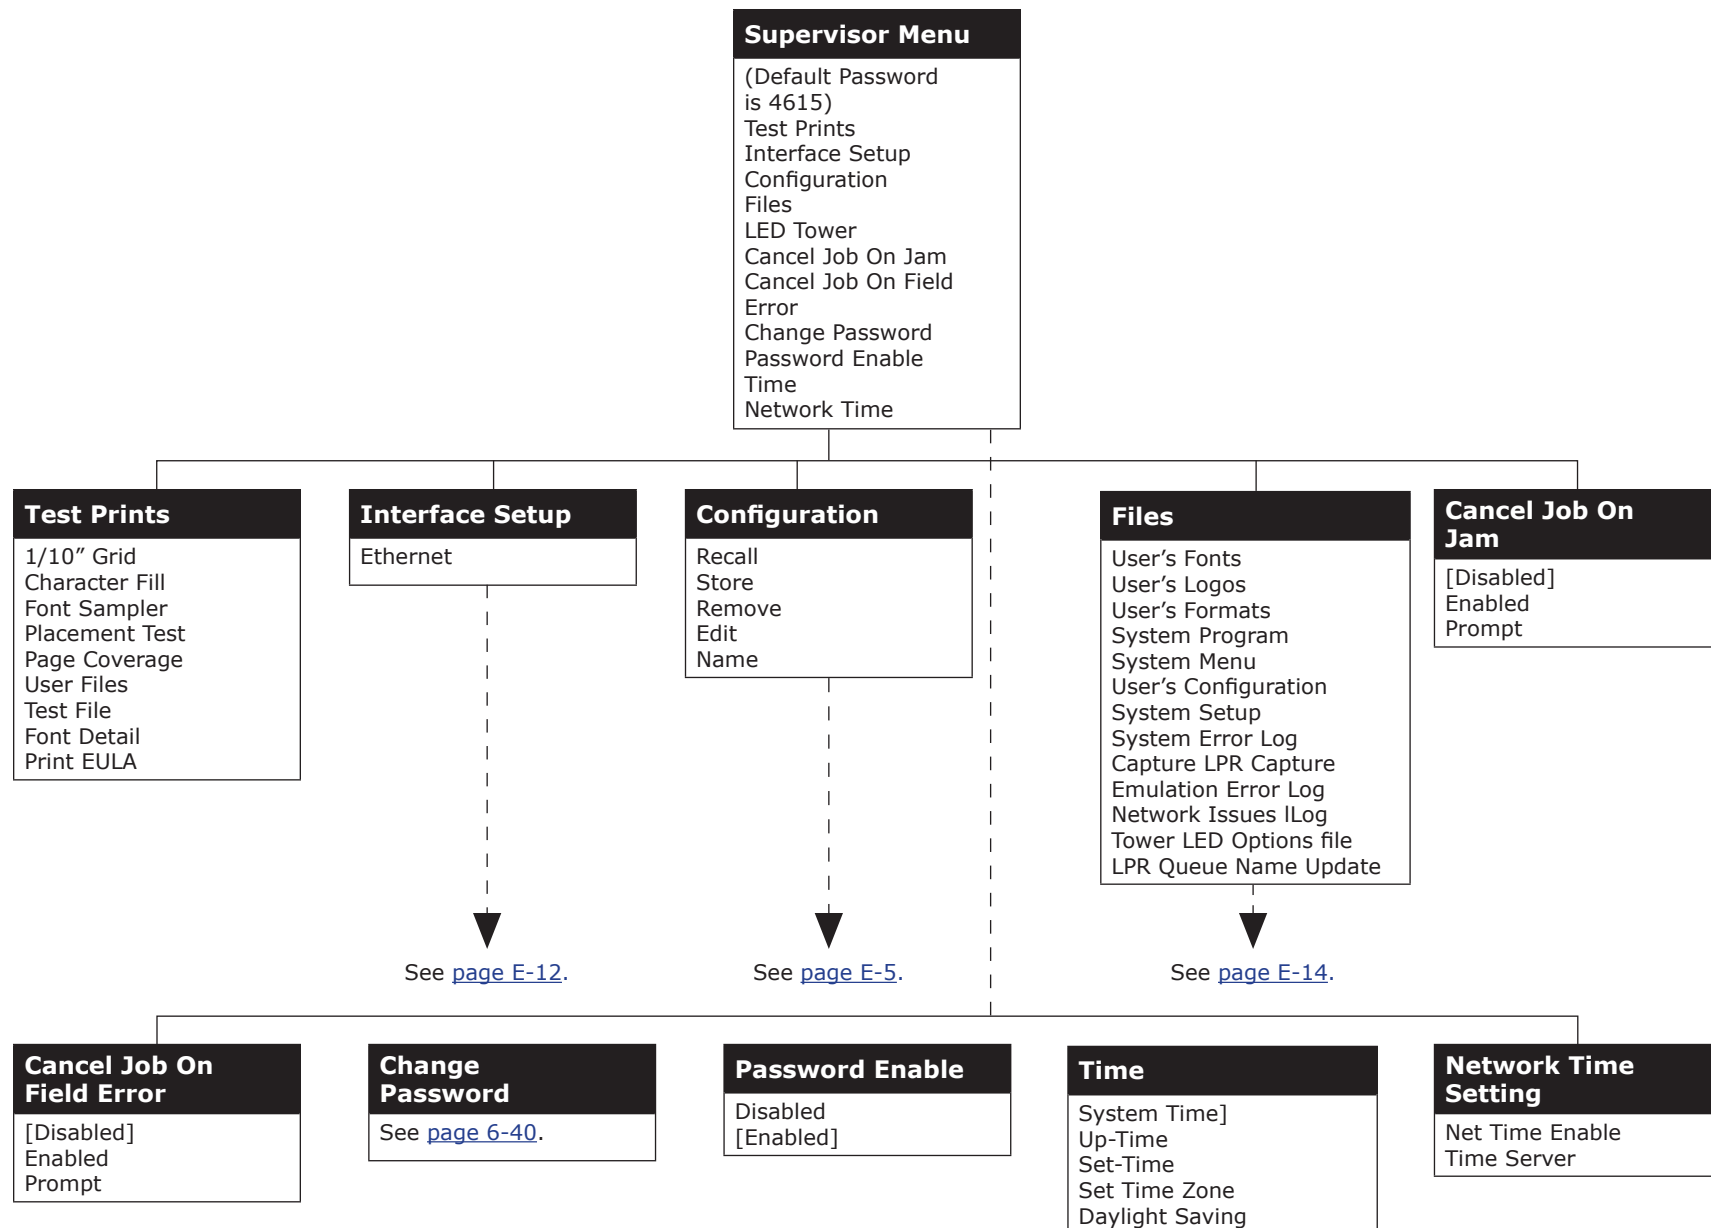 Supervisor Menu
(Default Password
is 4615)
Test Prints
Interface Setup
Configuration
Files
LED Tower
Cancel Job On Jam
Cancel Job On Field
Error
Change Password
Password Enable
Time
Network Time
Test Prints
1/10″ Grid
Character Fill
Font Sampler
Placement Test
Page Coverage
User Files
Test File
Font Detail
Print EULA
Interface Setup
Ethernet
See page E-12.
Configuration
Recall
Store
Remove
Edit
Name
See page E-5.
Files
User’s Fonts
User’s Logos
User’s Formats
System Program
System Menu
User’s Configuration
System Setup
System Error Log
Capture LPR Capture
Emulation Error Log
Network Issues lLog
Tower LED Options file
LPR Queue Name Update
See page E-14.
Cancel Job On
Jam
[Disabled]
Enabled
Prompt
Cancel Job On
Field Error
[Disabled]
Enabled
Prompt
Change
Password
See page 6-40.
Password Enable
Disabled
[Enabled]
Time
System Time]
Up-Time
Set-Time
Set Time Zone
Daylight Saving
Network Time
Setting
Net Time Enable
Time Server